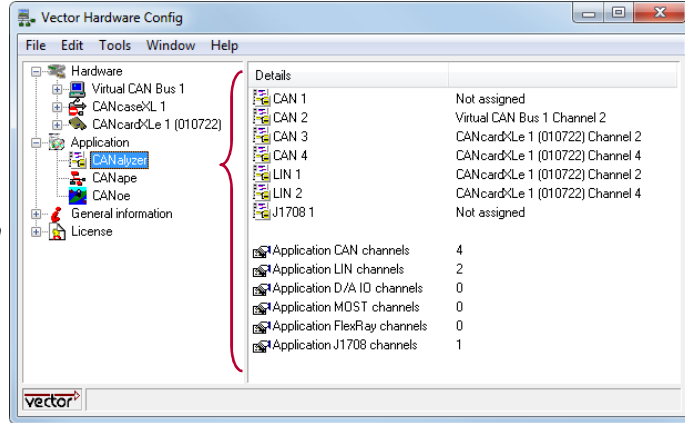 Vector Hardware Config
File Edit Tools Window Help
Hardware
Virtual CAN Bus 1
CANcaseXL 1
CANcardXLe 1 (010722)
Application
CANalyzer
CANape
CANoe
General information
License
Details
CAN 1 Not assigned
CAN 2 Virtual CAN Bus 1 Channel 2
CAN 3 CANcardXLe 1 (010722) Channel 2
CAN 4 CANcardXLe 1 (010722) Channel 4
LIN 1 CANcardXLe 1 (010722) Channel 2
LIN 2 CANcardXLe 1 (010722) Channel 4
J1708 1 Not assigned
Application CAN channels 4
Application LIN channels 2
Application D/A IO channels 0
Application MOST channels 0
Application FlexRay channels 0
Application J1708 channels 1
vector